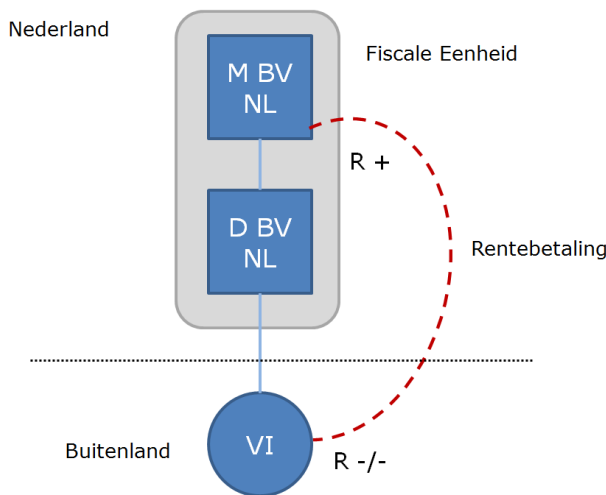 Nederland
Fiscale Eenheid
M BV
NL
R +
D BV
NL
Rentebetaling
Buitenland
VI
R -/-